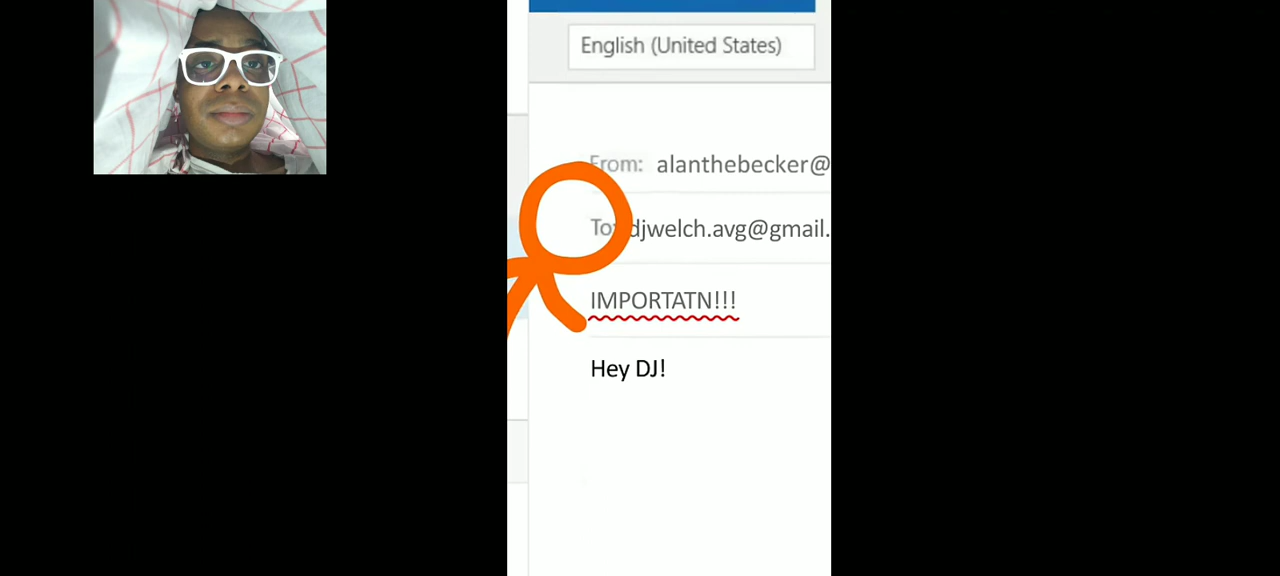 English (United States)
From: alanthebecker@
To: djwelch.avg@gmail.
IMPORTATN!!!
Hey DJ!